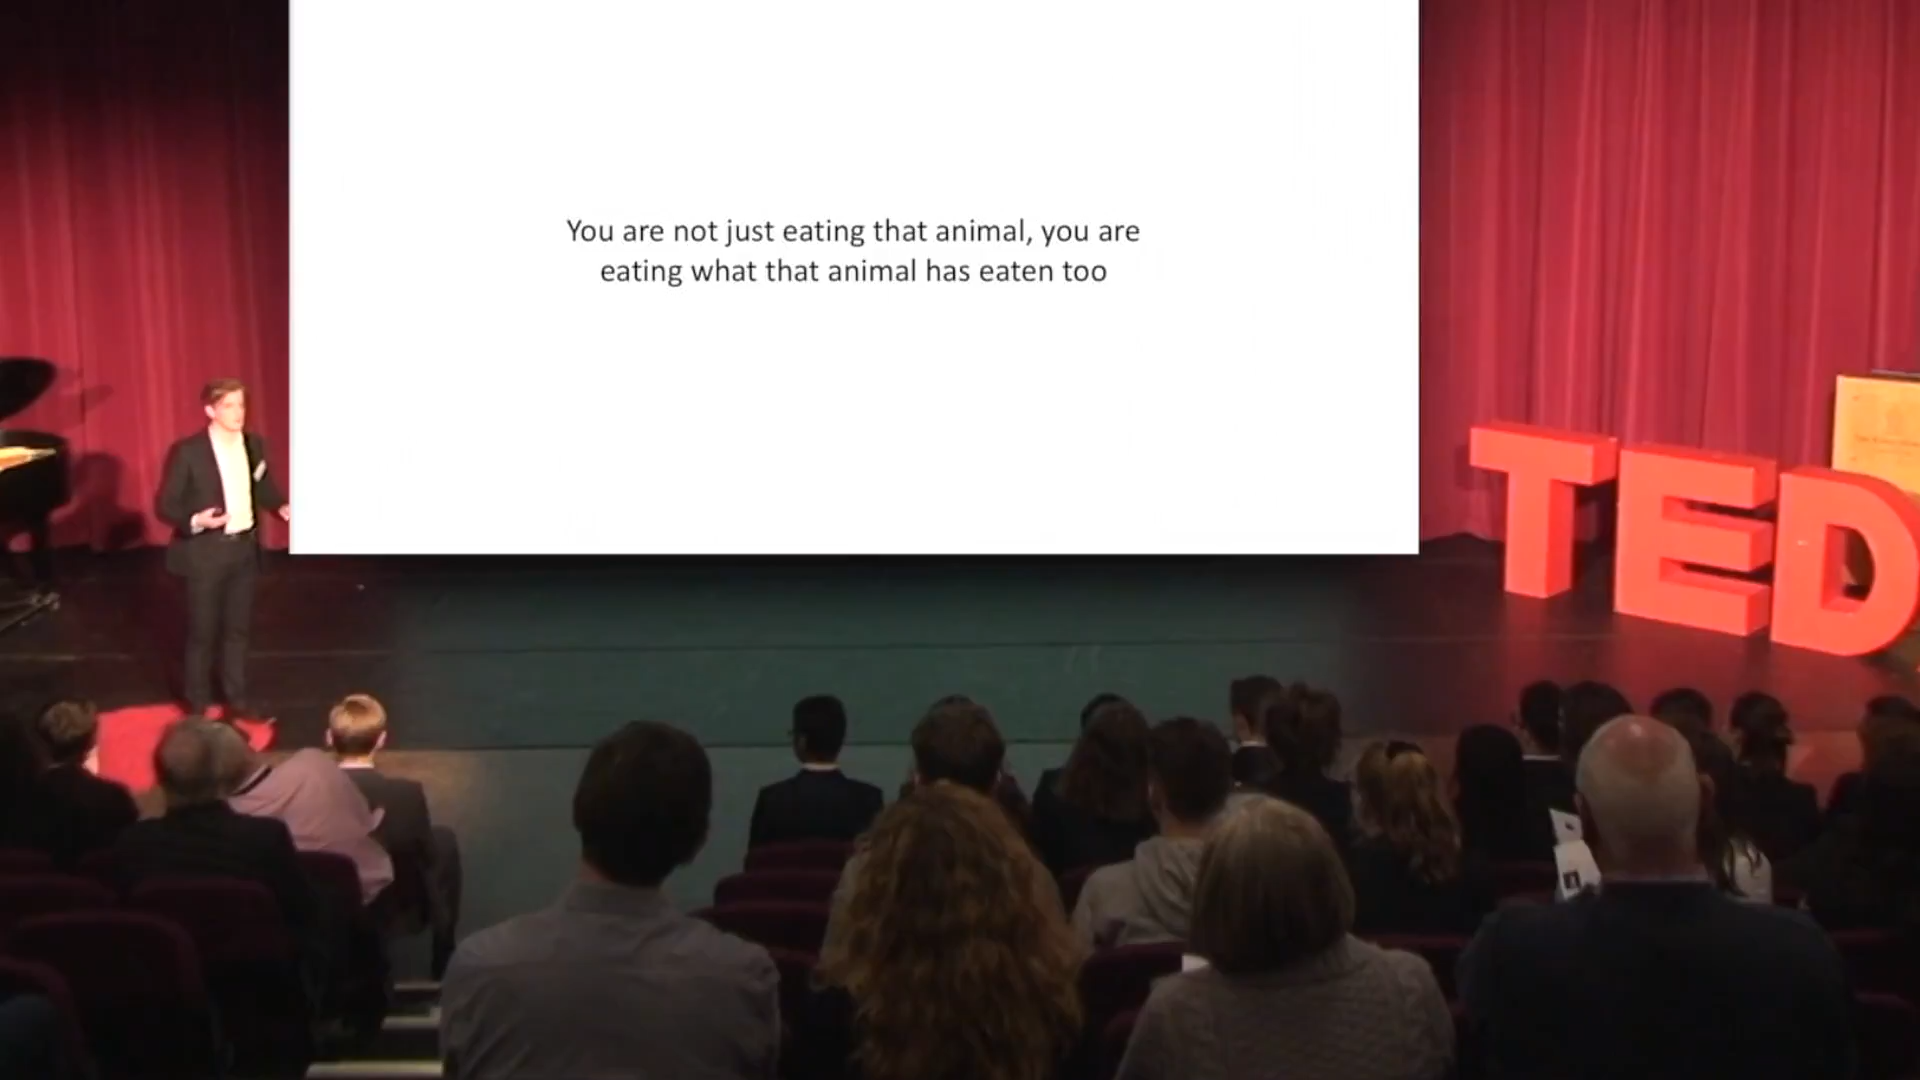 You are not just eating that animal, you are
eating what that animal has eaten too
TED